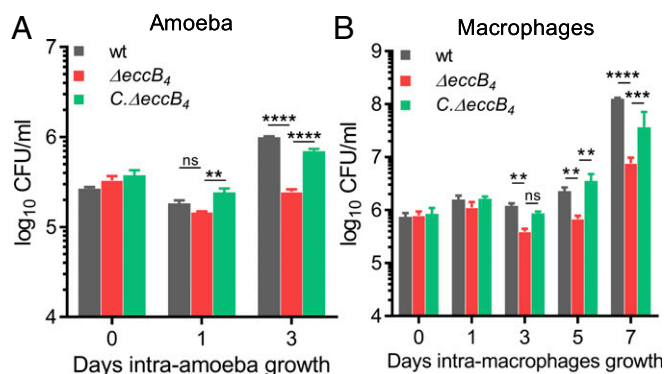 A
Amoeba
wt
ΔeccB4
C.ΔeccB4
log10 CFU/ml
7
6
5
4
ns
**
****
****
0 1 3
Days intra-amoeba growth
B
Macrophages
wt
ΔeccB4
C.ΔeccB4
log10 CFU/ml
9
8
7
6
5
4
**
ns
**
**
****
***
0 1 3 5 7
Days intra-macrophages growth